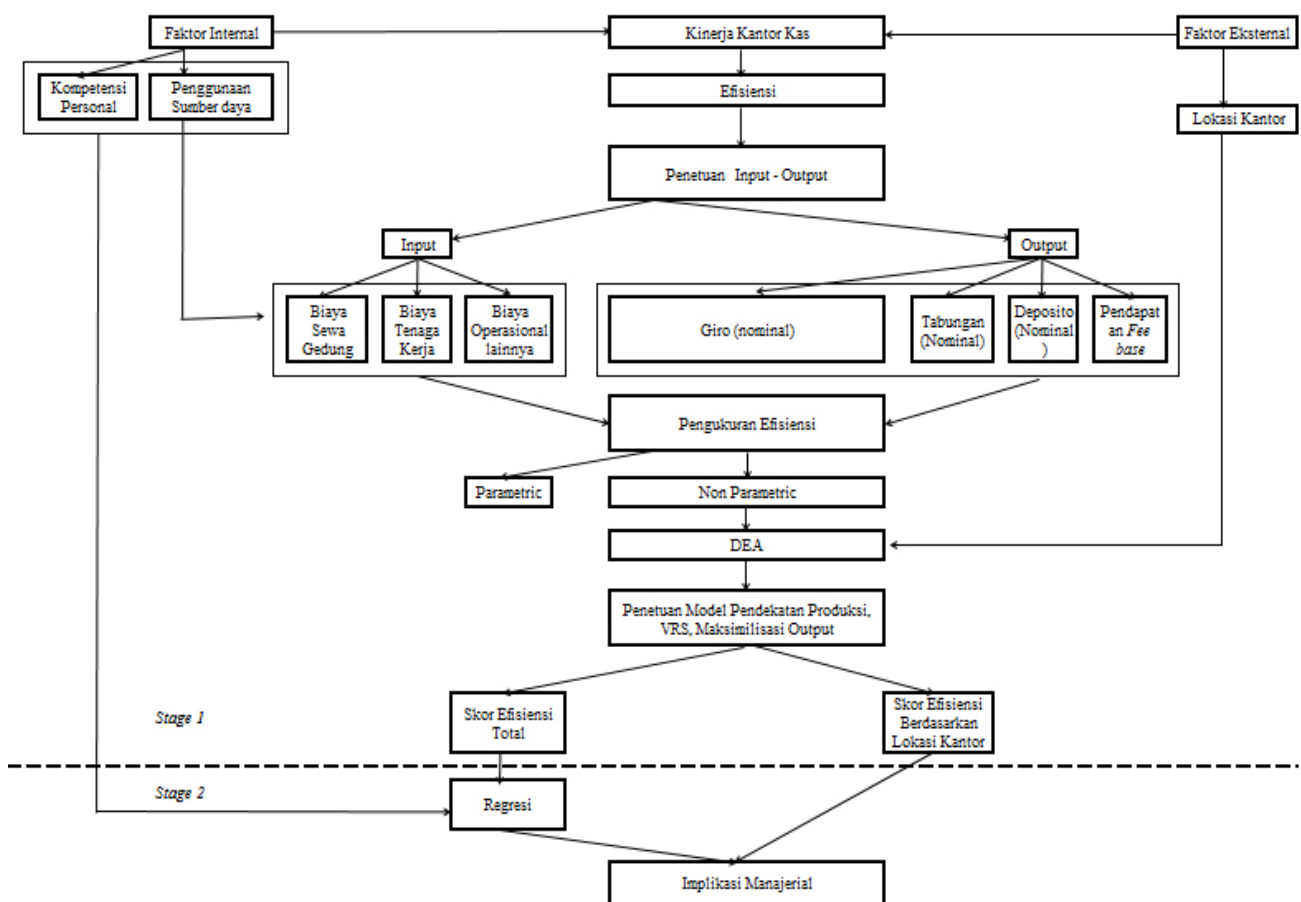 Faktor Internal
Kinerja Kantor Kas
Faktor Eksternal
Kompetensi
Personal
Penggunaan
Sumber daya
Efisiensi
Lokasi Kantor
Penetuan Input - Output
Input
Output
Biaya
Sewa
Gedung
Biaya
Tenaga
Kerja
Biaya
Operasional
lainnya
Giro (nominal)
Tabungan
(Nominal)
Deposito
(Nominal
)
Pendapat
an Fee
base
Pengukuran Efisiensi
Parametric
Non Parametric
DEA
Penetuan Model Pendekatan Produksi,
VRS, Maksimilisasi Output
Stage 1
Skor Efisiensi
Total
Skor Efisiensi
Berdasarkan
Lokasi Kantor
Stage 2
Regresi
Implikasi Manajerial